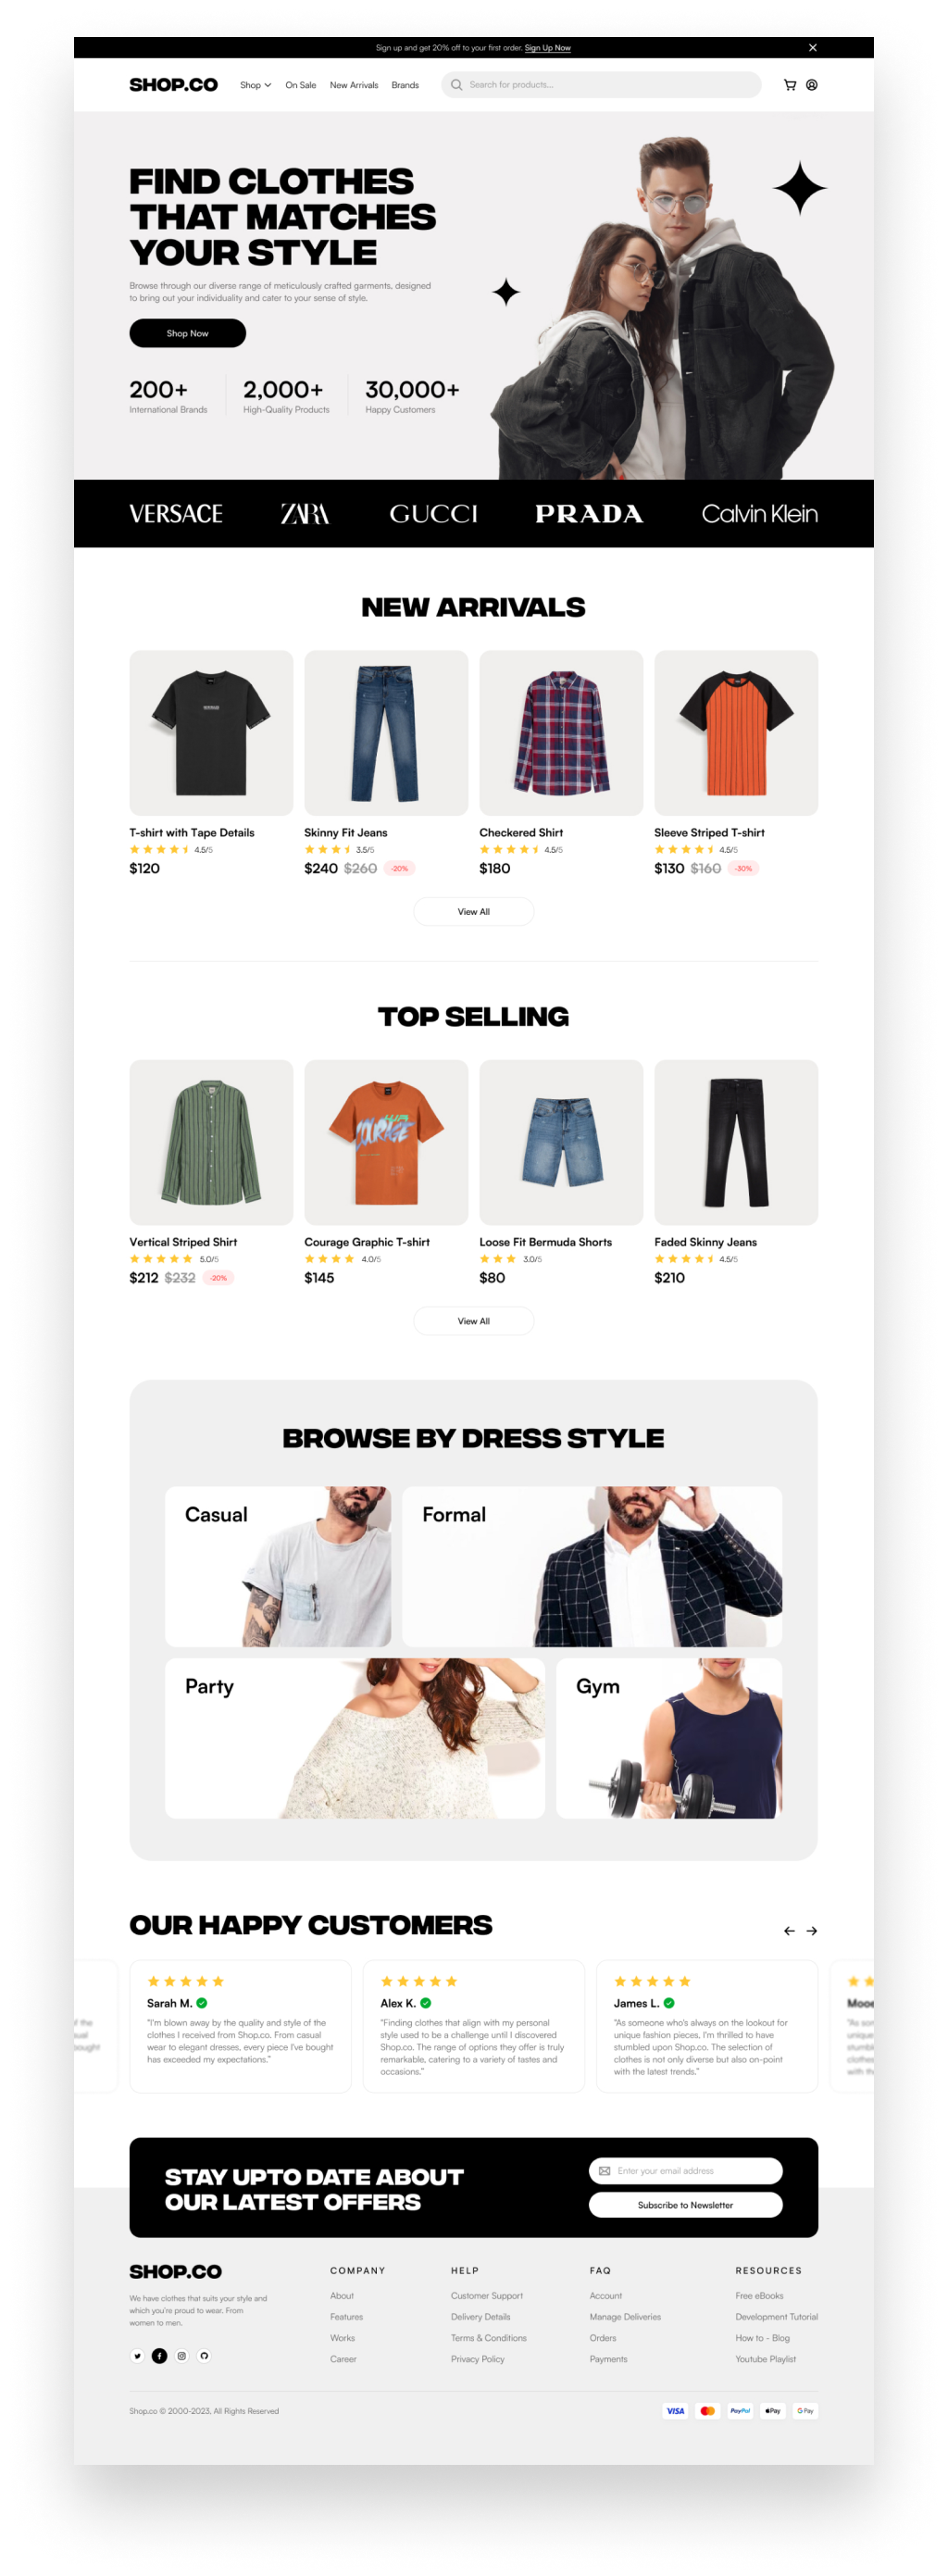 Sign up and get 20% off to your first order. Sign Up Now
SHOP.CO
Shop
On Sale
New Arrivals
Brands
Search for products...
FIND CLOTHES
THAT MATCHES
YOUR STYLE
Browse through our diverse range of meticulously crafted garments, designed
to bring out your individuality and cater to your sense of style.
Shop Now
200+
International Brands
2,000+
High-Quality Products
30,000+
Happy Customers
VERSACE
ZARA
GUCCI
PRADA
Calvin Klein
NEW ARRIVALS
T-shirt with Tape Details
4.5/5
$120
Skinny Fit Jeans
3.5/5
$240 $260 -20%
Checkered Shirt
4.5/5
$180
Sleeve Striped T-shirt
4.5/5
$130 $160 -30%
View All
TOP SELLING
COURAGE
Vertical Striped Shirt
5.0/5
$212 $232 -20%
Courage Graphic T-shirt
4.0/5
$145
Loose Fit Bermuda Shorts
3.0/5
$80
Faded Skinny Jeans
4.5/5
$210
View All
BROWSE BY DRESS STYLE
Casual
Formal
Party
Gym
OUR HAPPY CUSTOMERS
Sarah M.
"I'm blown away by the quality and style of the
clothes I received from Shop.co. From casual
wear to elegant dresses, every piece I've bought
has exceeded my expectations."
Alex K.
"Finding clothes that align with my personal
style used to be a challenge until I discovered
Shop.co. The range of options they offer is truly
remarkable, catering to a variety of tastes and
occasions."
James L.
"As someone who's always on the lookout for
unique fashion pieces, I'm thrilled to have
stumbled upon Shop.co. The selection of
clothes is not only diverse but also on-point
with the latest trends."
STAY UPTO DATE ABOUT
OUR LATEST OFFERS
Enter your email address
Subscribe to Newsletter
SHOP.CO
We have clothes that suits your style and
which you're proud to wear. From
women to men.
COMPANY
About
Features
Works
Career
HELP
Customer Support
Delivery Details
Terms & Conditions
Privacy Policy
FAQ
Account
Manage Deliveries
Orders
Payments
RESOURCES
Free eBooks
Development Tutorial
How to - Blog
Youtube Playlist
Shop.co © 2000-2023, All Rights Reserved
VISA
PayPal
Pay
G Pay